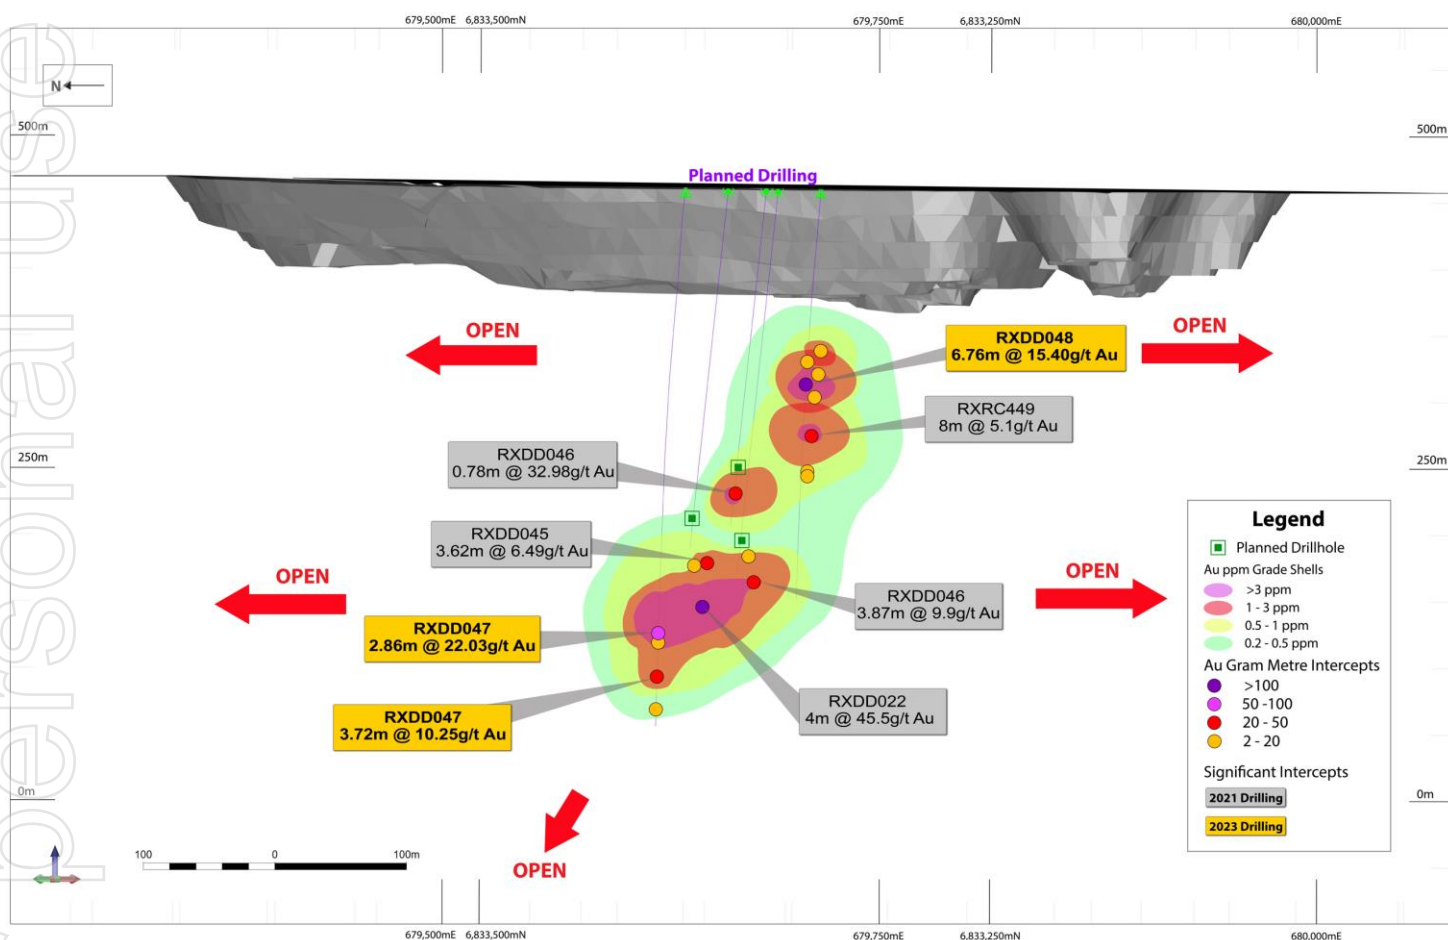 679,500mE 6,833,500mN 679,750mE 6,833,250mN 680,000mE
N
500m 500m
Planned Drilling
OPEN
OPEN
RXDD048
6.76m @ 15.40g/t Au
RXRC449
8m @ 5.1g/t Au
RXDD046
0.78m @ 32.98g/t Au
250m 250m
RXDD045
3.62m @ 6.49g/t Au
OPEN
OPEN
RXDD046
3.87m @ 9.9g/t Au
RXDD047
2.86m @ 22.03g/t Au
RXDD022
4m @ 45.5g/t Au
RXDD047
3.72m @ 10.25g/t Au
0m 0m
OPEN
100 0 100m
Legend
Planned Drillhole
Au ppm Grade Shells
>3 ppm
1 - 3 ppm
0.5 - 1 ppm
0.2 - 0.5 ppm
Au Gram Metre Intercepts
>100
50 -100
20 - 50
2 - 20
Significant Intercepts
2021 Drilling
2023 Drilling
679,500mE 6,833,500mN 679,750mE 6,833,250mN 680,000mE
personal use